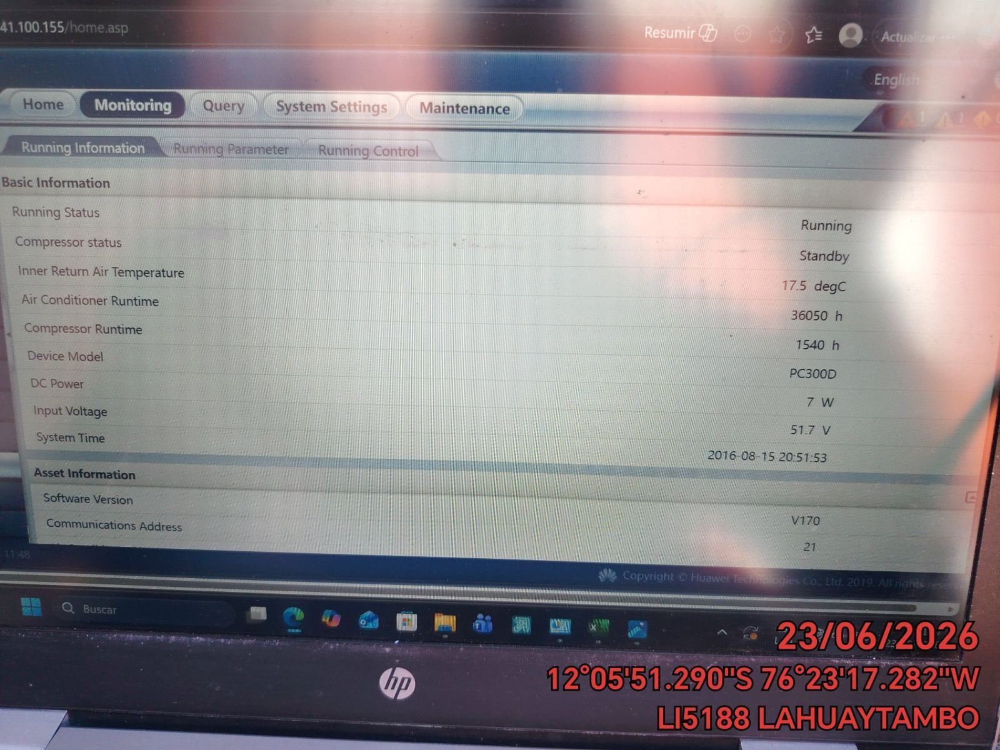 41.100.155/home.asp
Resumir
Actualizar
English
Home Monitoring Query System Settings Maintenance
1 1
Running Information Running Parameter Running Control
Basic Information
Running Status Running
Compressor status Standby
Inner Return Air Temperature 17.5 degC
Air Conditioner Runtime 36050 h
Compressor Runtime 1540 h
Device Model PC300D
DC Power 7 W
Input Voltage 51.7 V
System Time 2016-08-15 20:51:53
Asset Information
Software Version V170
Communications Address 21
11:48
Copyright © Huawei Technologies Co., Ltd. 2019. All rights
Buscar
hp
23/06/2026
12°05'51.290"S 76°23'17.282"W
LI5188 LAHUAYTAMBO